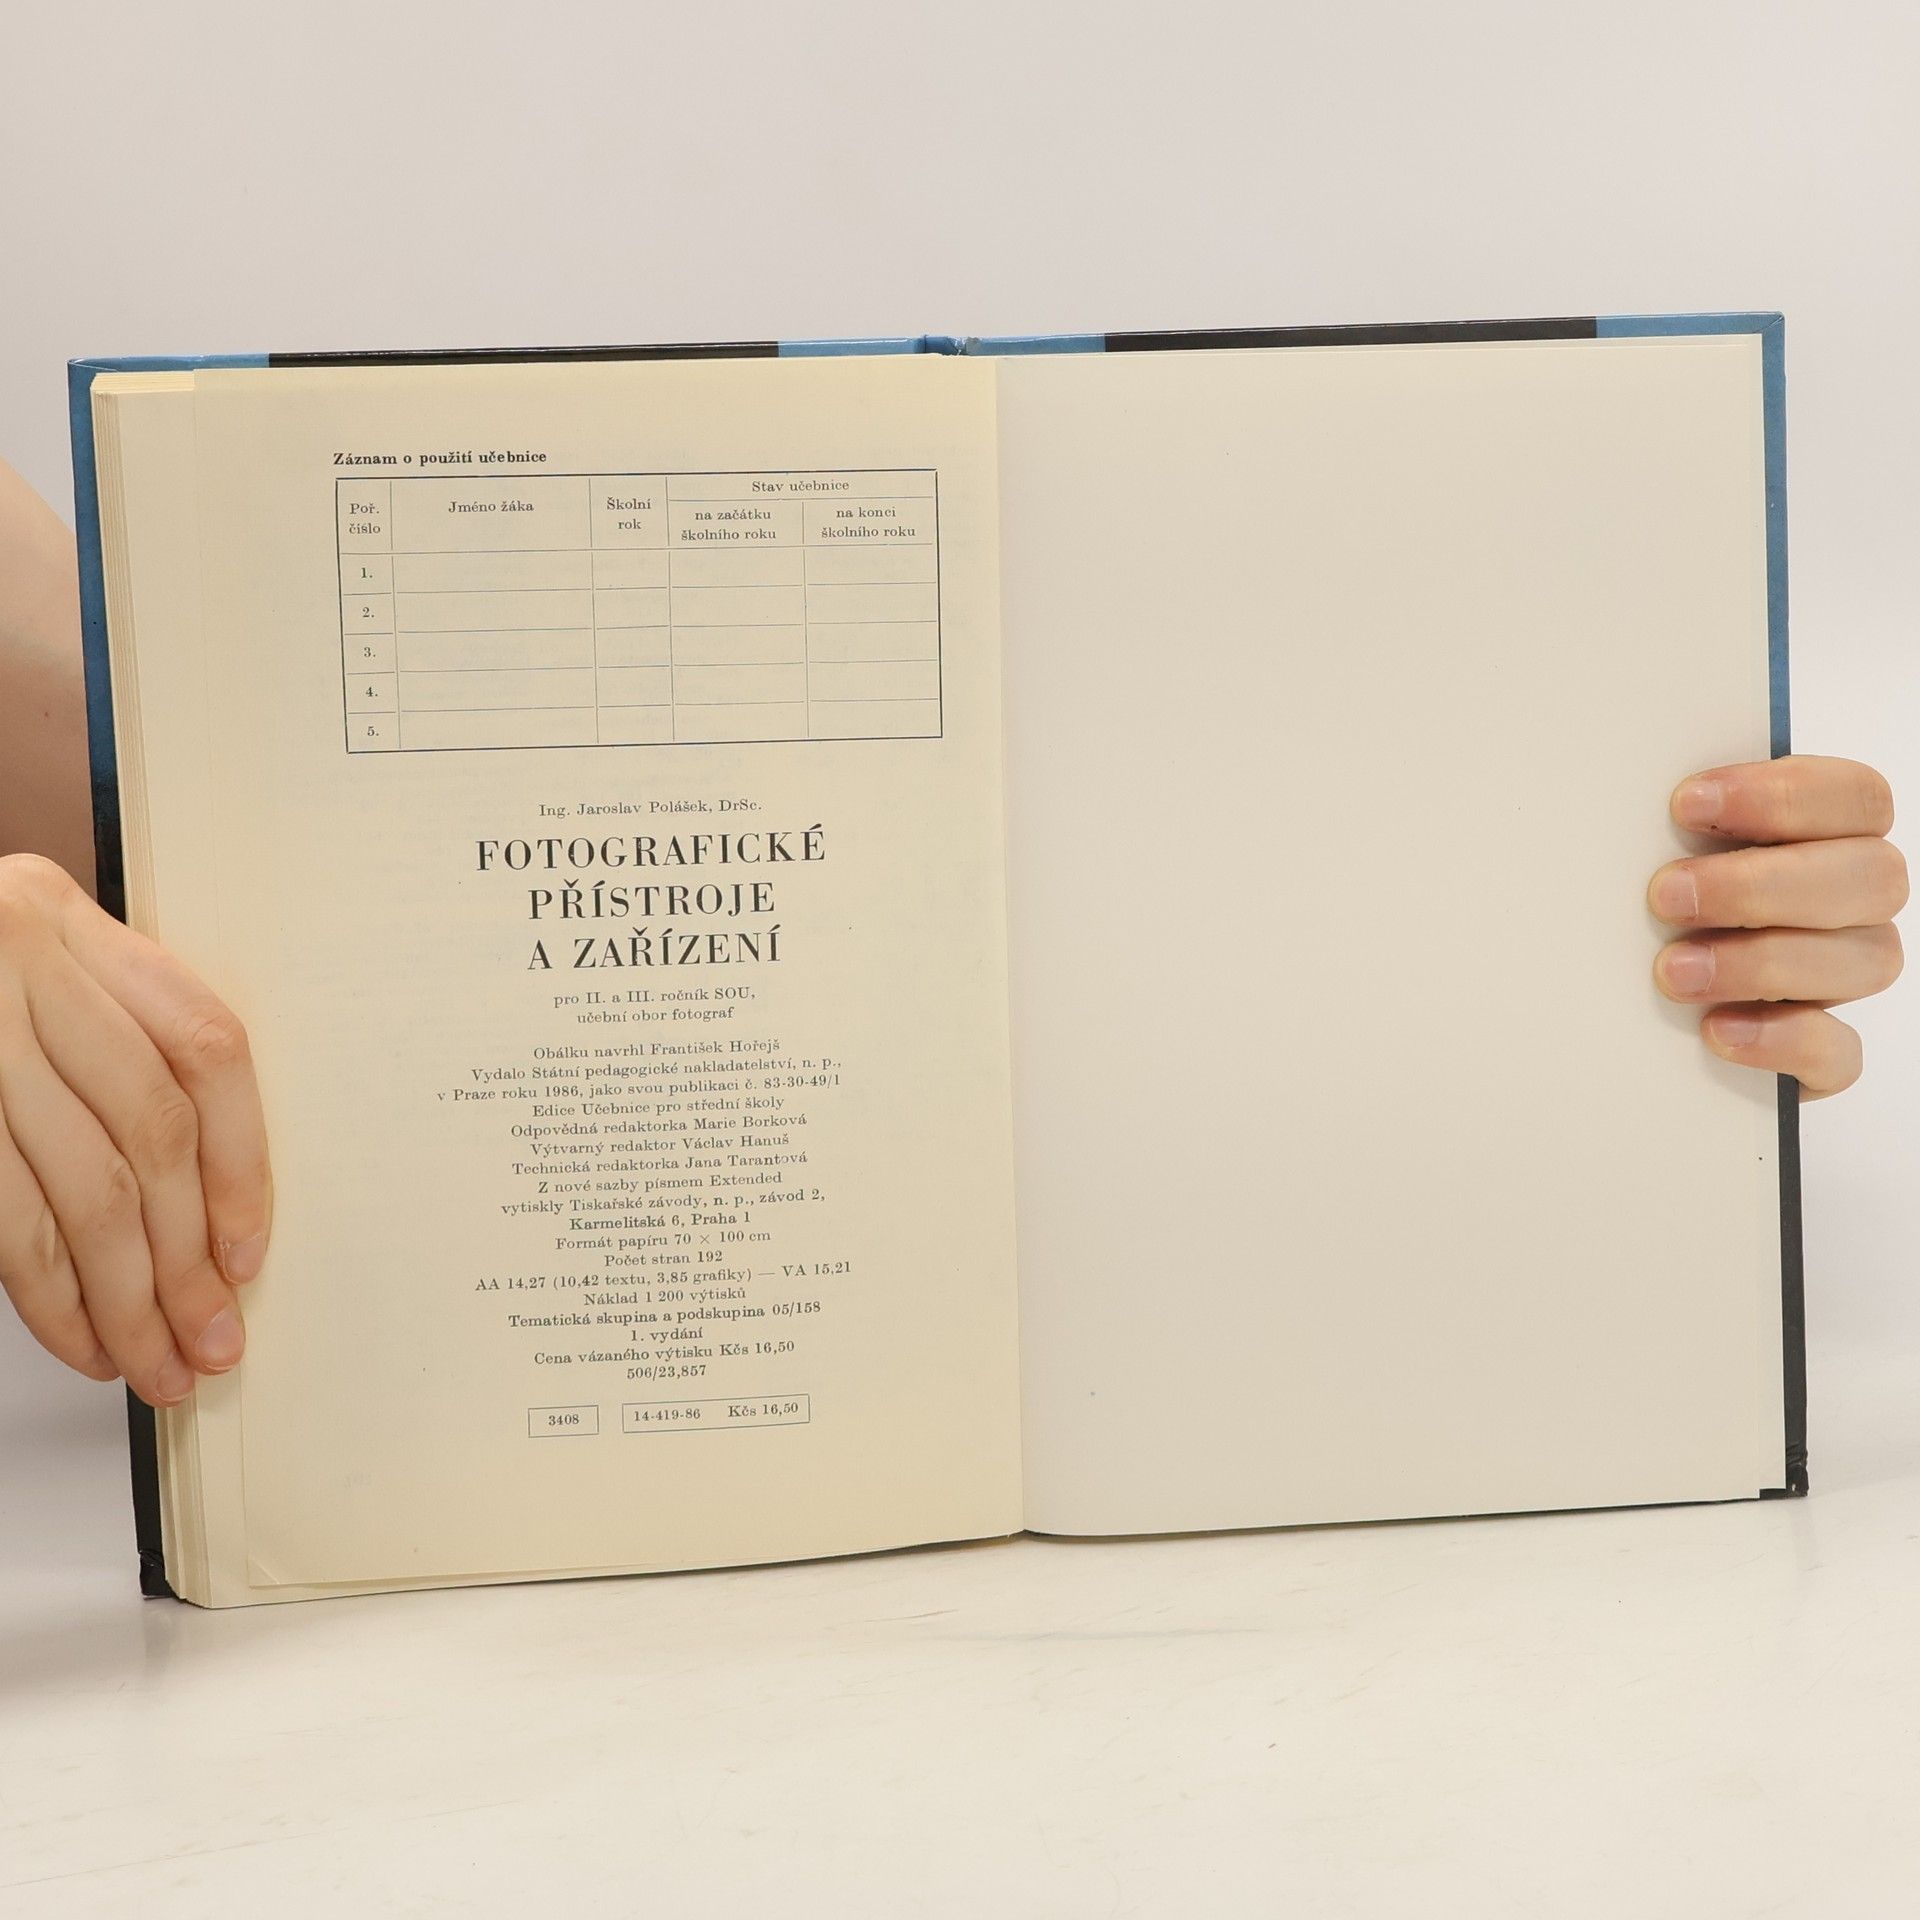 Záznam o použití učebnice
Poř. číslo
Jméno žáka
Školní rok
Stav učebnice
na začátku školního roku
na konci školního roku
1.
2.
3.
4.
5.
Ing. Jaroslav Polášek, DrSc.
FOTOGRAFICKÉ
PŘÍSTROJE
A ZAŘÍZENÍ
pro II. a III. ročník SOU,
učební obor fotograf
Obálku navrhl František Hořejš
Vydalo Státní pedagogické nakladatelství, n. p.,
v Praze roku 1986, jako svou publikaci č. 83-30-49/1
Edice Učebnice pro střední školy
Odpovědná redaktorka Marie Borková
Výtvarný redaktor Václav Hanuš
Technická redaktorka Jana Tarantová
Z nové sazby písmem Extended
vytiskly Tiskařské závody, n. p., závod 2,
Karmelitská 6, Praha 1
Formát papíru 70 × 100 cm
Počet stran 192
AA 14,27 (10,42 textu, 3,85 grafiky) — VA 15,21
Náklad 1 200 výtisků
Tematická skupina a podskupina 05/158
1. vydání
Cena vázaného výtisku Kčs 16,50
506/23,857
3408
14-419-86 Kčs 16,50